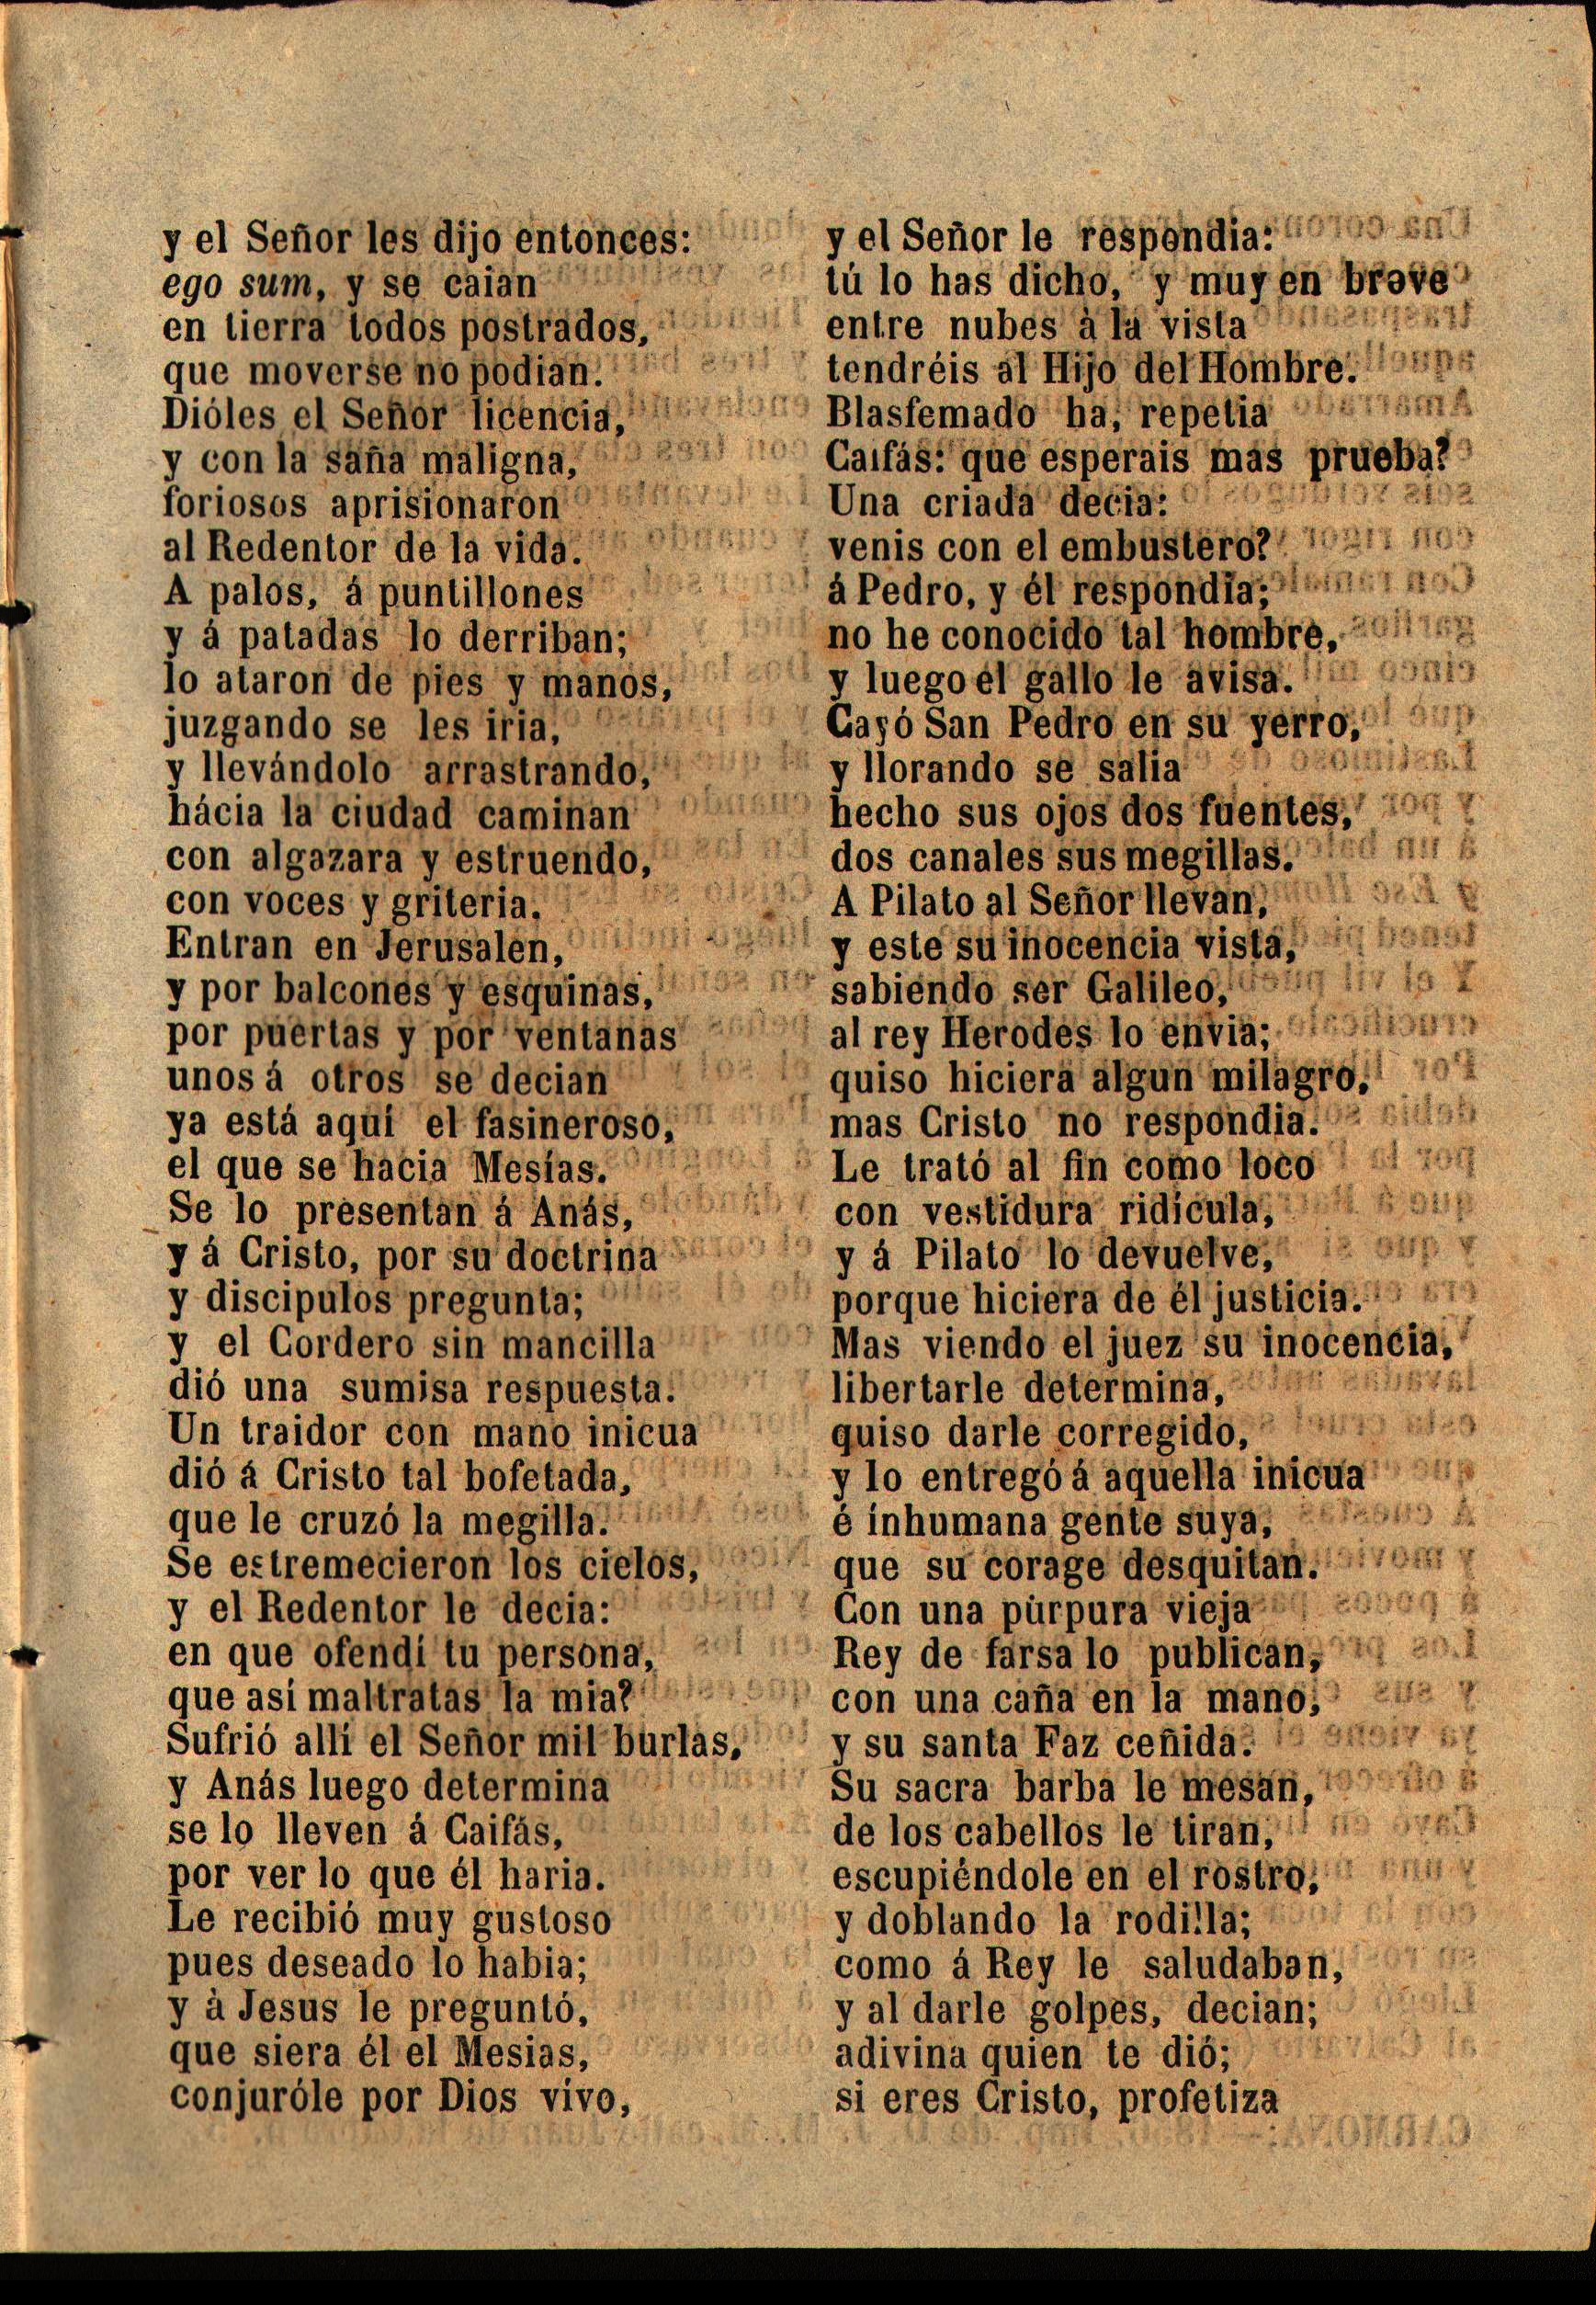 y el Señor les dijo entonces:
ego sum, y se caian
en tierra todos postrados,
que moverse no podian.
Dióles el Señor licencia,
y con la saña maligna,
foriosos aprisionaron
al Redentor de la vida.
A palos, á puntillones
y á patadas lo derriban;
lo ataron de pies y manos,
juzgando se les iria,
y llevándolo arrastrando,
hácia la ciudad caminan
con algazara y estruendo,
con voces y griteria.
Entran en Jerusalen,
y por balcones y esquinas,
por puertas y por ventanas
unos á otros se decian
ya está aquí el fasineroso,
el que se hacia Mesías.
Se lo presentan á Anás,
y á Cristo, por su doctrina
y discipulos pregunta;
y el Cordero sin mancilla
dió una sumisa respuesta.
Un traidor con mano inicua
dió á Cristo tal bofetada,
que le cruzó la megilla.
Se estremecieron los cielos,
y el Redentor le decia:
en que ofendí tu persona,
que asi maltratas la mia?
Sufrió allí el Señor mil burlas,
y Anás luego determina
se lo lleven á Caifás,
por ver lo que él haria.
Le recibió muy gustoso
pues deseado lo habia;
y à Jesus le preguntó,
que siera él el Mesias,
conjuróle por Dios vivo,
y el Señor le respondia:
tú lo has dicho, y muy en breve
entre nubes à la vista
tendréis al Hijo del Hombre.
Blasfemado ha, repetia
Caifás: que esperais mas prueba?
Una criada decia:
venis con el embustero?
á Pedro, y él respondia;
no he conocido tal hombre,
y luego el gallo le avisa.
Cayó San Pedro en su yerro,
y llorando se salia
hecho sus ojos dos fuentes,
dos canales sus megillas.
A Pilato al Señor llevan,
y este su inocencia vista,
sabiendo ser Galileo,
al rey Herodes lo envia;
quiso hiciera algun milagro,
mas Cristo no respondia.
Le trató al fin como loco
con vestidura ridícula,
y á Pilato lo devuelve,
porque hiciera de él justicia.
Mas viendo el juez su inocencia,
libertarle determina,
quiso darle corregido,
y lo entregó á aquella inicua
é inhumana gente suya,
que su corage desquitan.
Con una pùrpura vieja
Rey de farsa lo publican,
con una caña en la mano,
y su santa Faz ceñida.
Su sacra barba le mesan,
de los cabellos le tiran,
escupiéndole en el rostro,
y doblando la rodilla;
como á Rey le saludaban,
y al darle golpes, decian;
adivina quien te dió;
si eres Cristo, profetiza